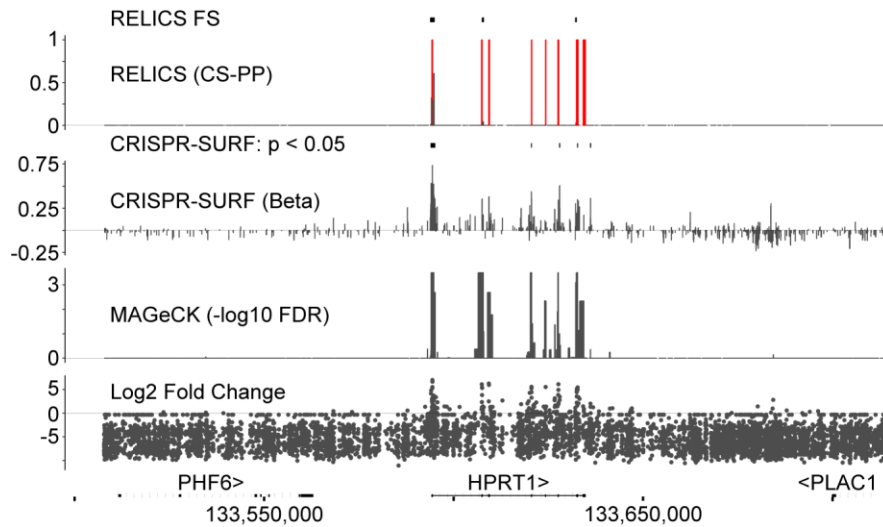 RELICS FS
1
0.5
0
RELICS (CS-PP)
CRISPR-SURF: p < 0.05
0.75
0.25
-0.25
CRISPR-SURF (Beta)
3
0
MAGeCK (-log10 FDR)
5
0
-5
Log2 Fold Change
PHF6> HPRT1> <PLAC1
133,550,000 133,650,000